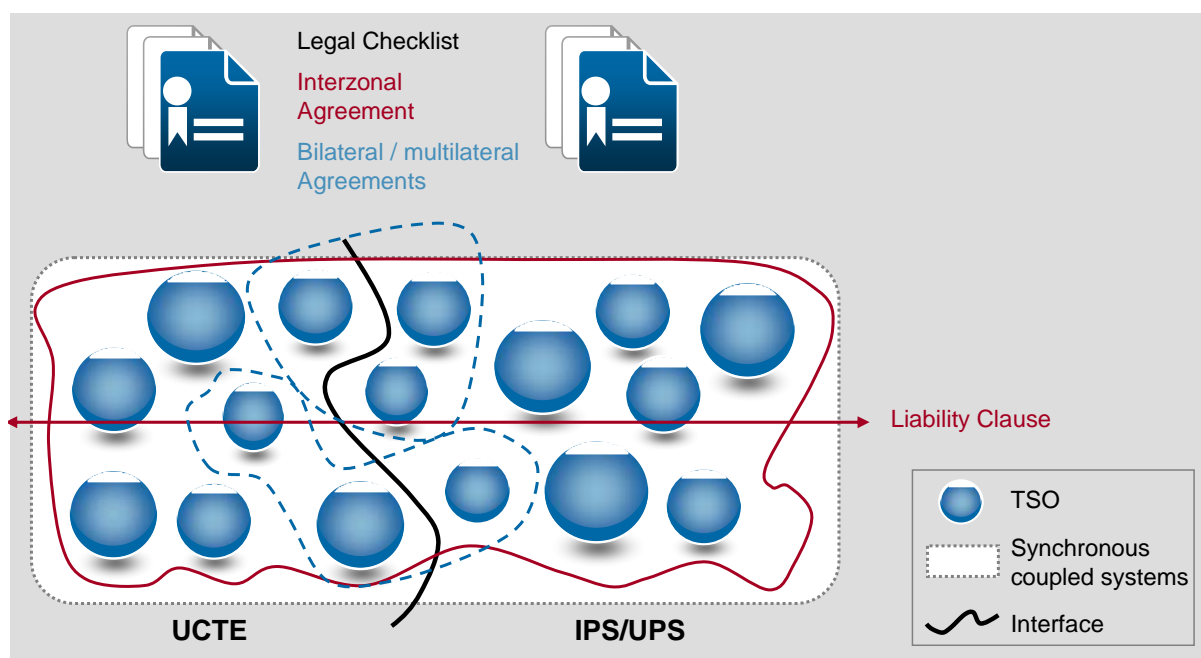 Legal Checklist
Interzonal
Agreement
Bilateral / multilateral
Agreements
Liability Clause
TSO
Synchronous
coupled systems
Interface
UCTE
IPS/UPS